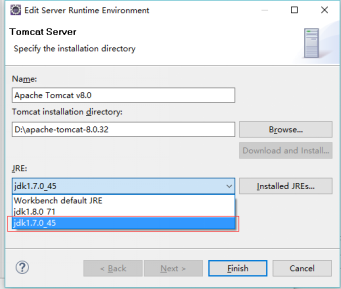 Edit Server Runtime Environment
Tomcat Server
Specify the installation directory
Name:
Apache Tomcat v8.0
Tomcat installation directory:
D:\apache-tomcat-8.0.32
Browse...
Download and Install...
JRE:
jdk1.7.0_45
Installed JREs...
Workbench default JRE
jdk1.8.0 71
jdk1.7.0_45
?
< Back
Next >
Finish
Cancel